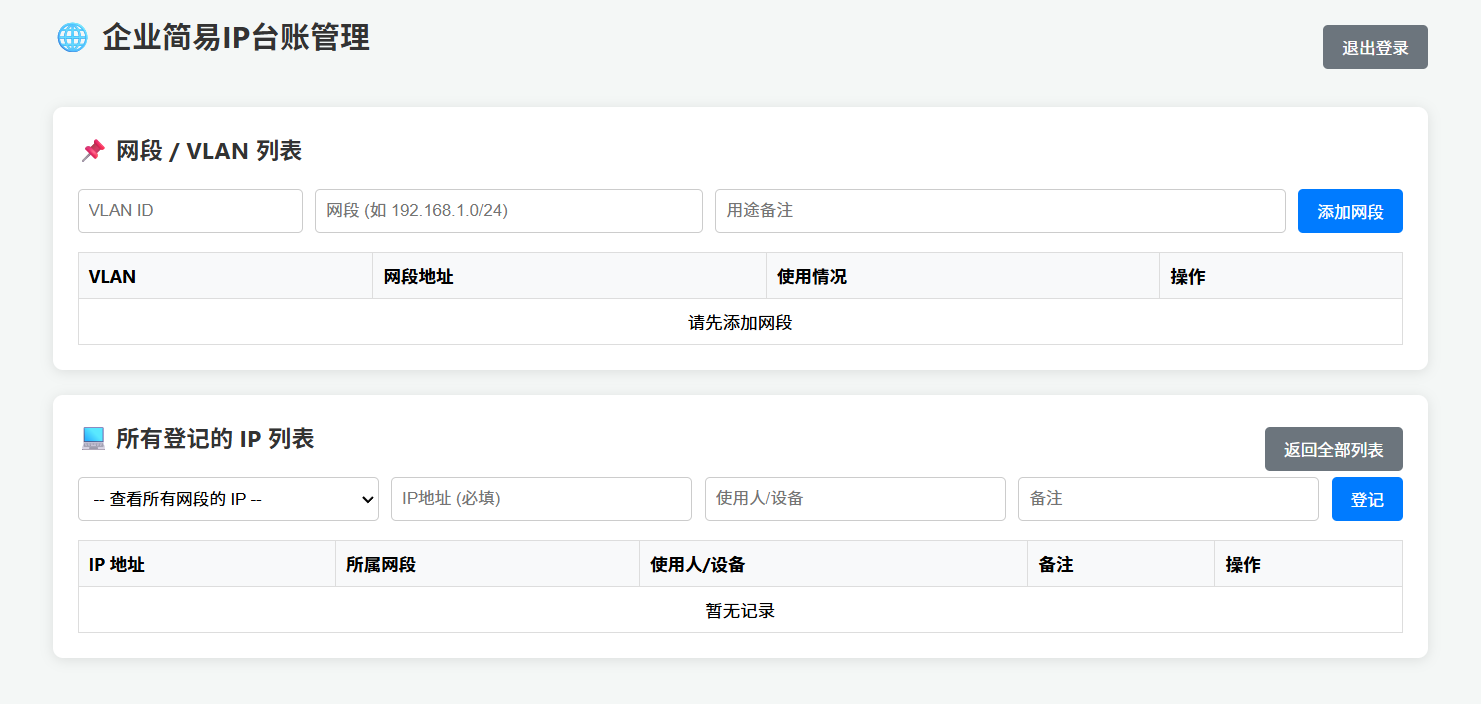 企业简易IP台账管理
退出登录
网段 / VLAN 列表
VLAN ID 网段 (如 192.168.1.0/24) 用途备注 添加网段
VLAN 网段地址 使用情况 操作
请先添加网段
所有登记的 IP 列表
返回全部列表
-- 查看所有网段的 IP -- IP地址 (必填) 使用人/设备 备注 登记
IP 地址 所属网段 使用人/设备 备注 操作
暂无记录